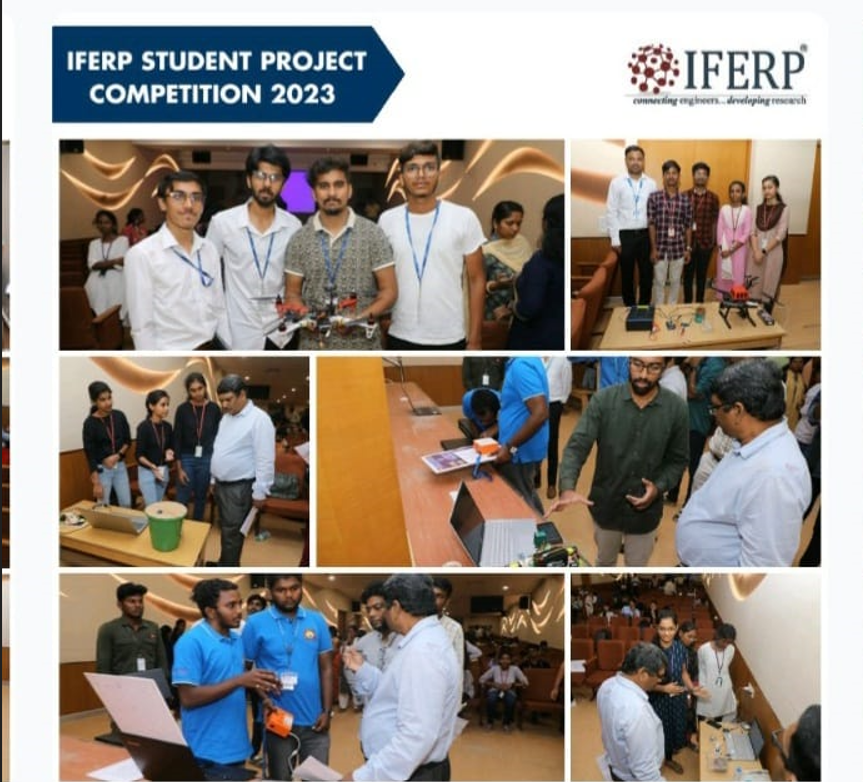 IFERP STUDENT PROJECT
COMPETITION 2023
IFERP®
connecting engineers... developing research